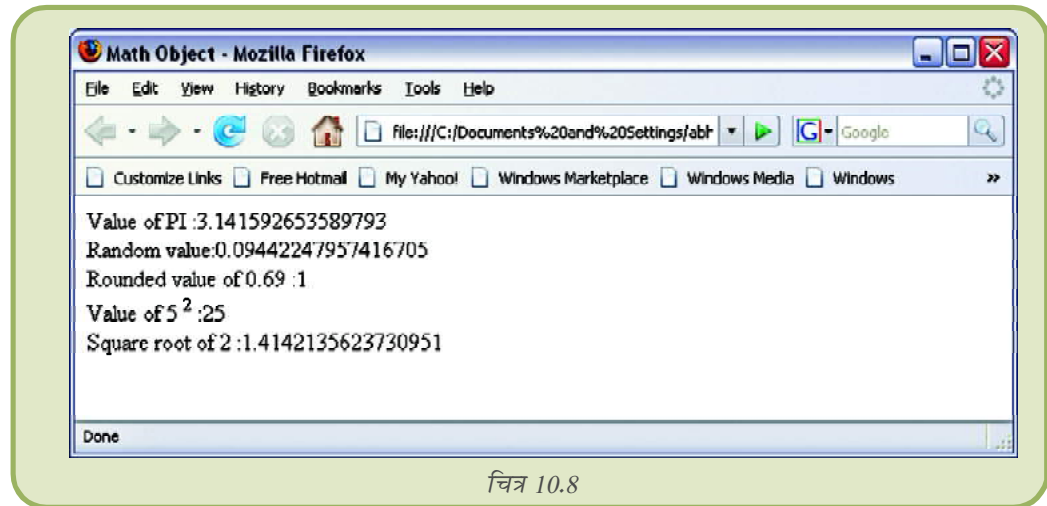 Math Object - Mozilla Firefox
File Edit View History Bookmarks Tools Help
file:///C:/Documents%20and%20Settings/abh G Google
Customize Links Free Hotmail My Yahoo! Windows Marketplace Windows Media Windows »
Value of PI :3.141592653589793
Random value:0.09442247957416705
Rounded value of 0.69 :1
Value of 5 2 :25
Square root of 2 :1.4142135623730951
Done
चित्र 10.8